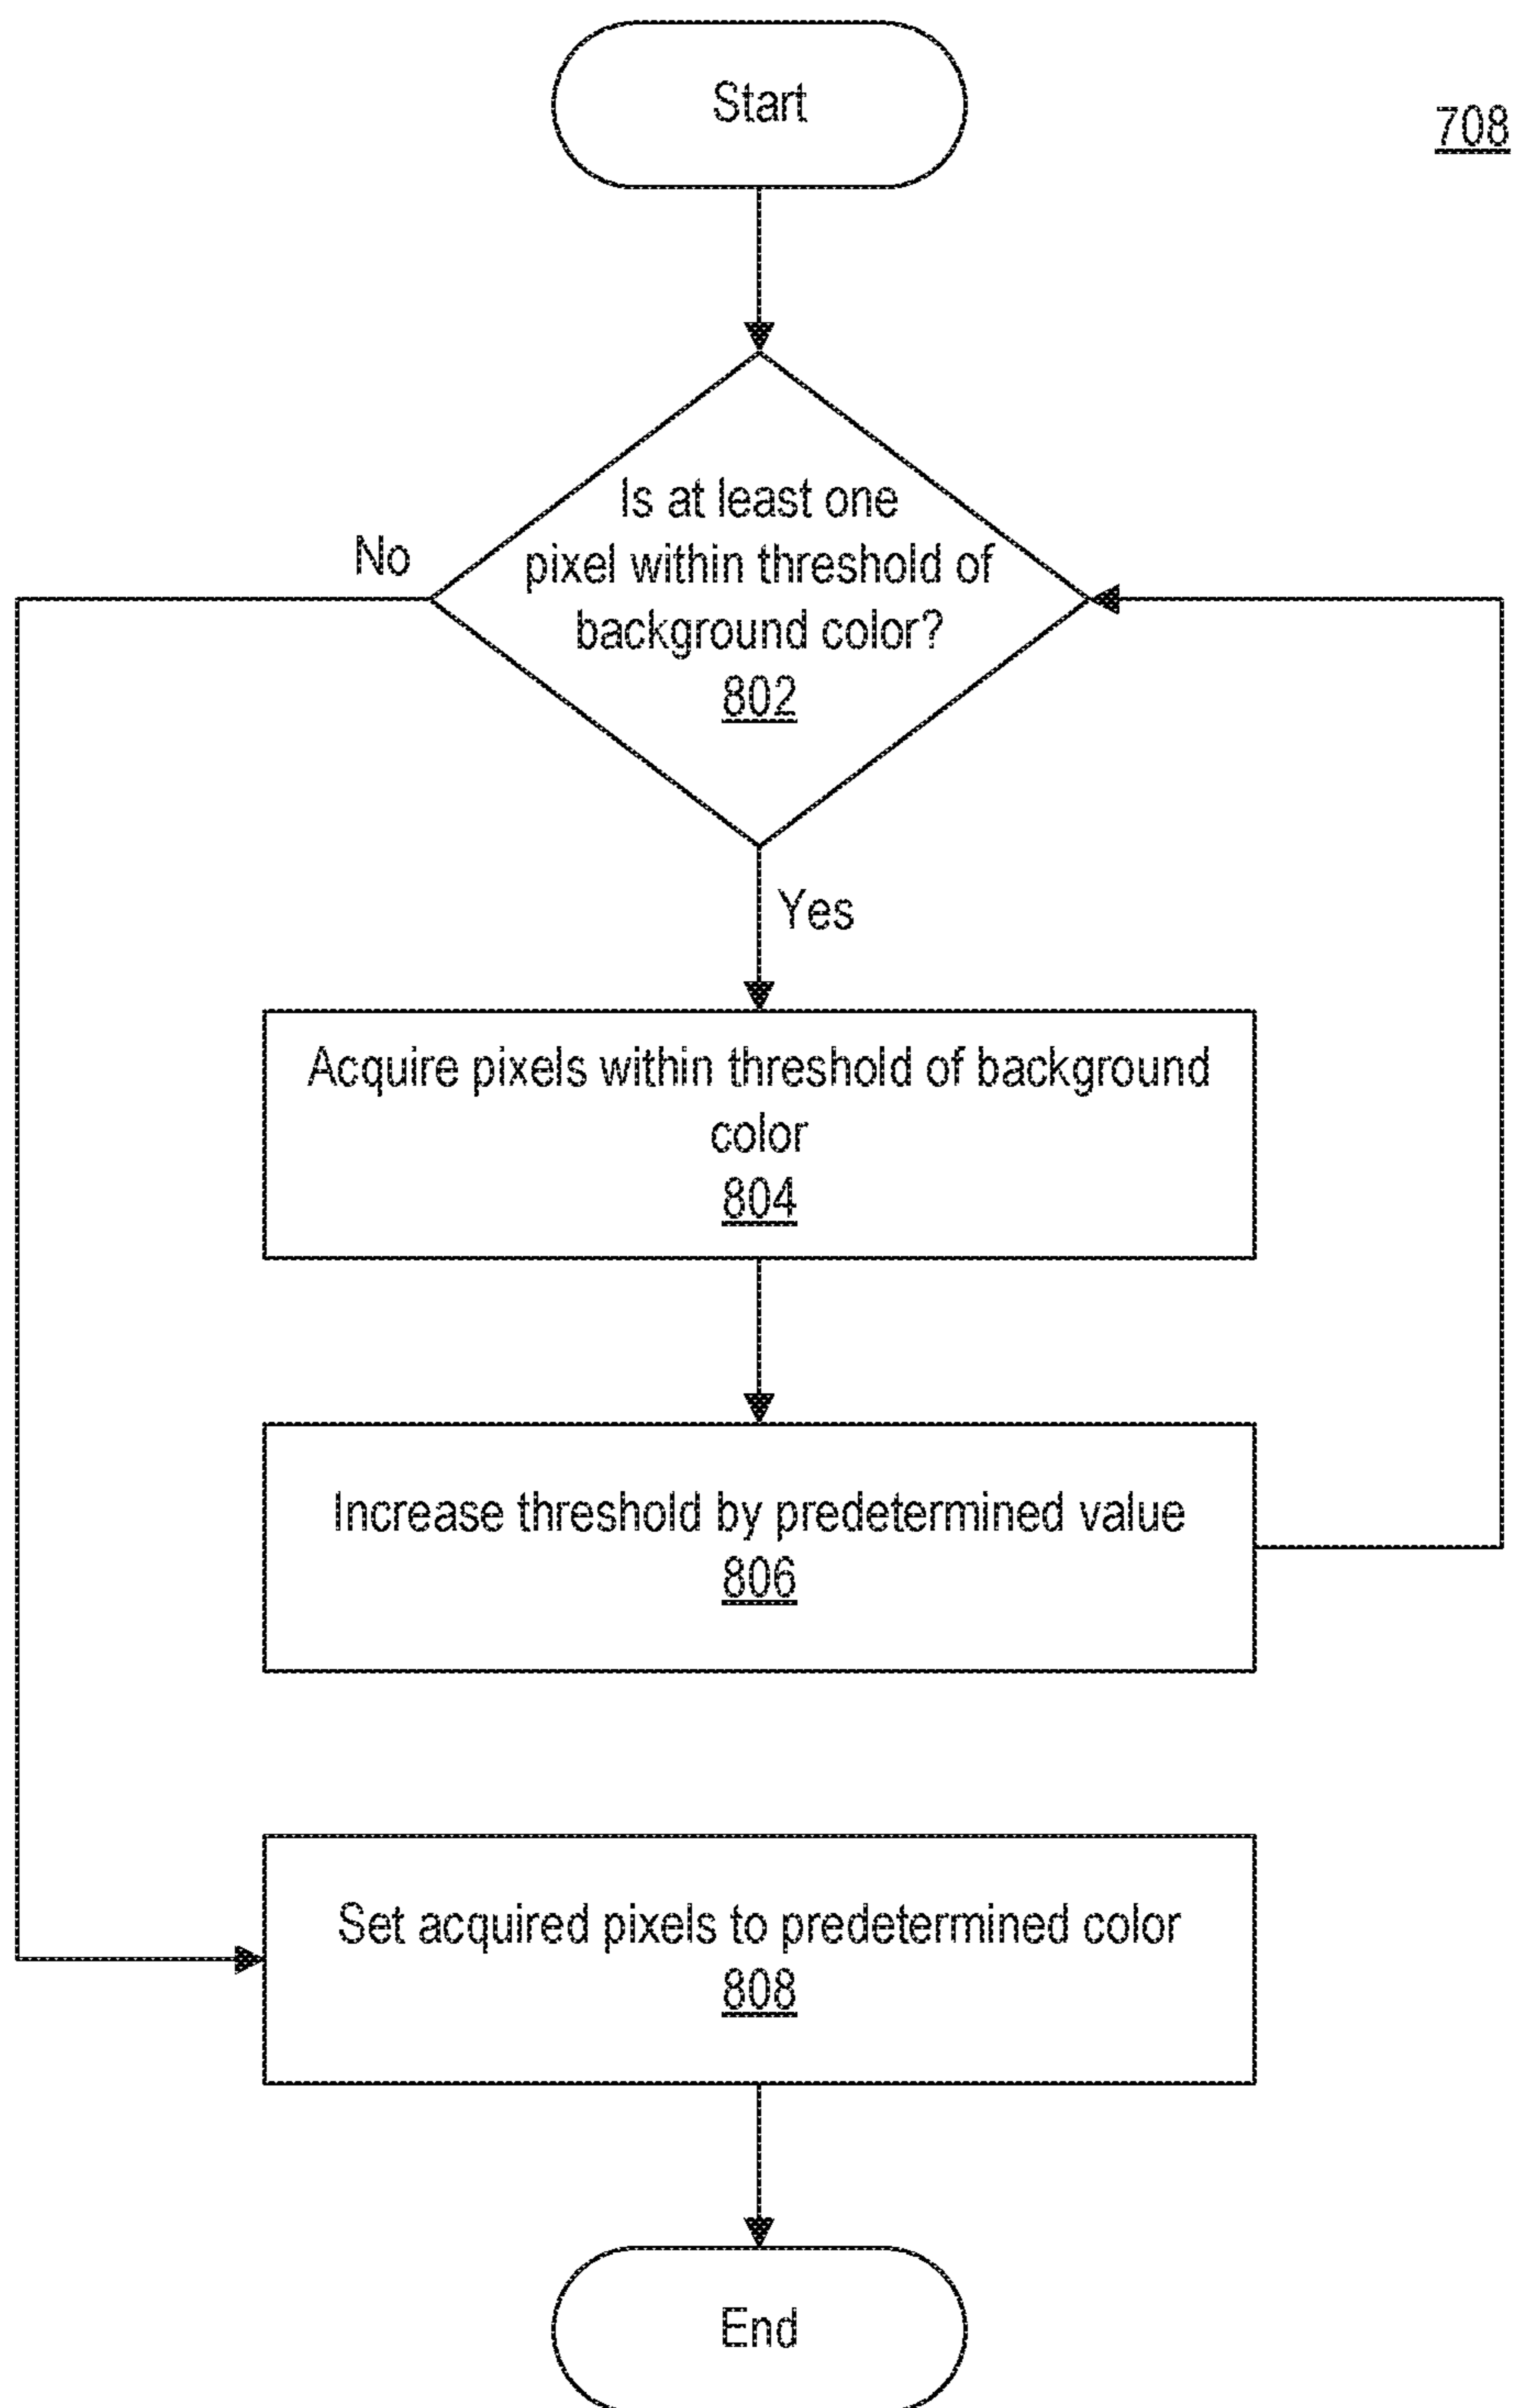 Start
708
Is at least one
pixel within threshold of
background color?
802
No
Yes
Acquire pixels within threshold of background
color
804
Increase threshold by predetermined value
806
Set acquired pixels to predetermined color
808
End